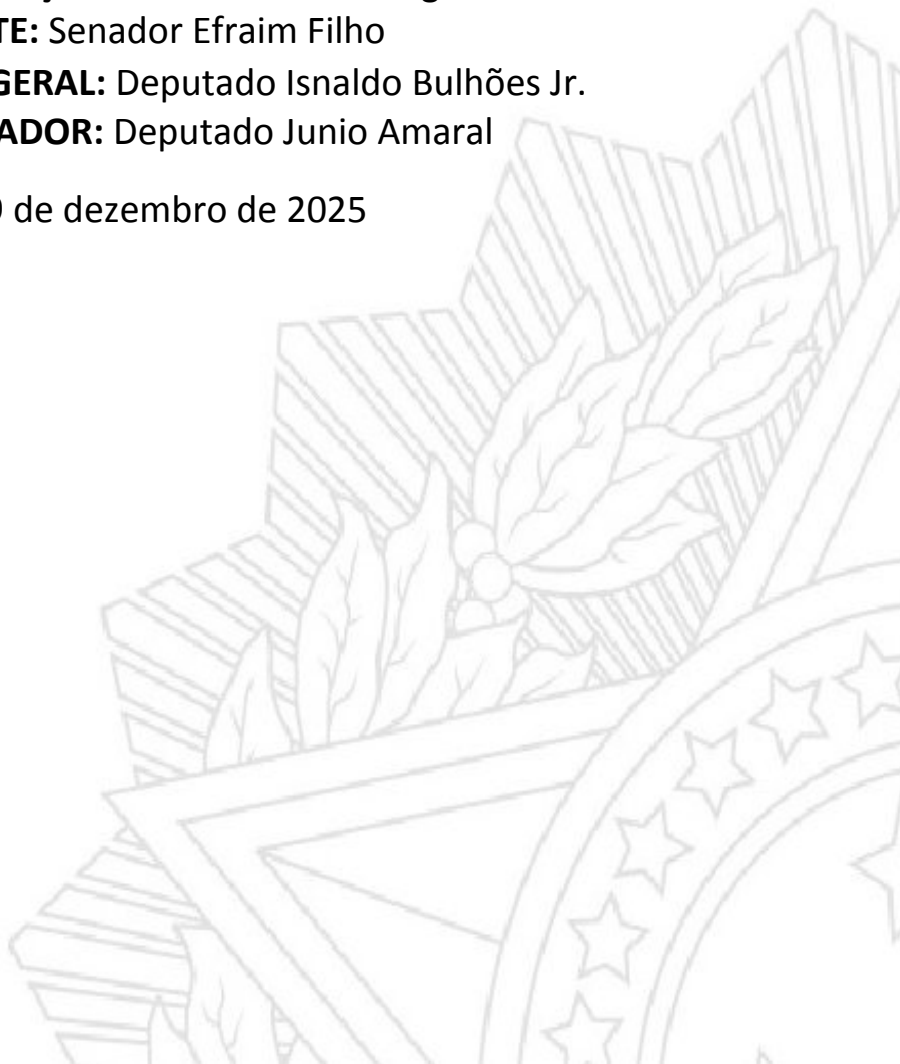 TE: Senador Efraim Filho
GERAL: Deputado Isnaldo Bulhões Jr.
ADOR: Deputado Junio Amaral
de dezembro de 2025